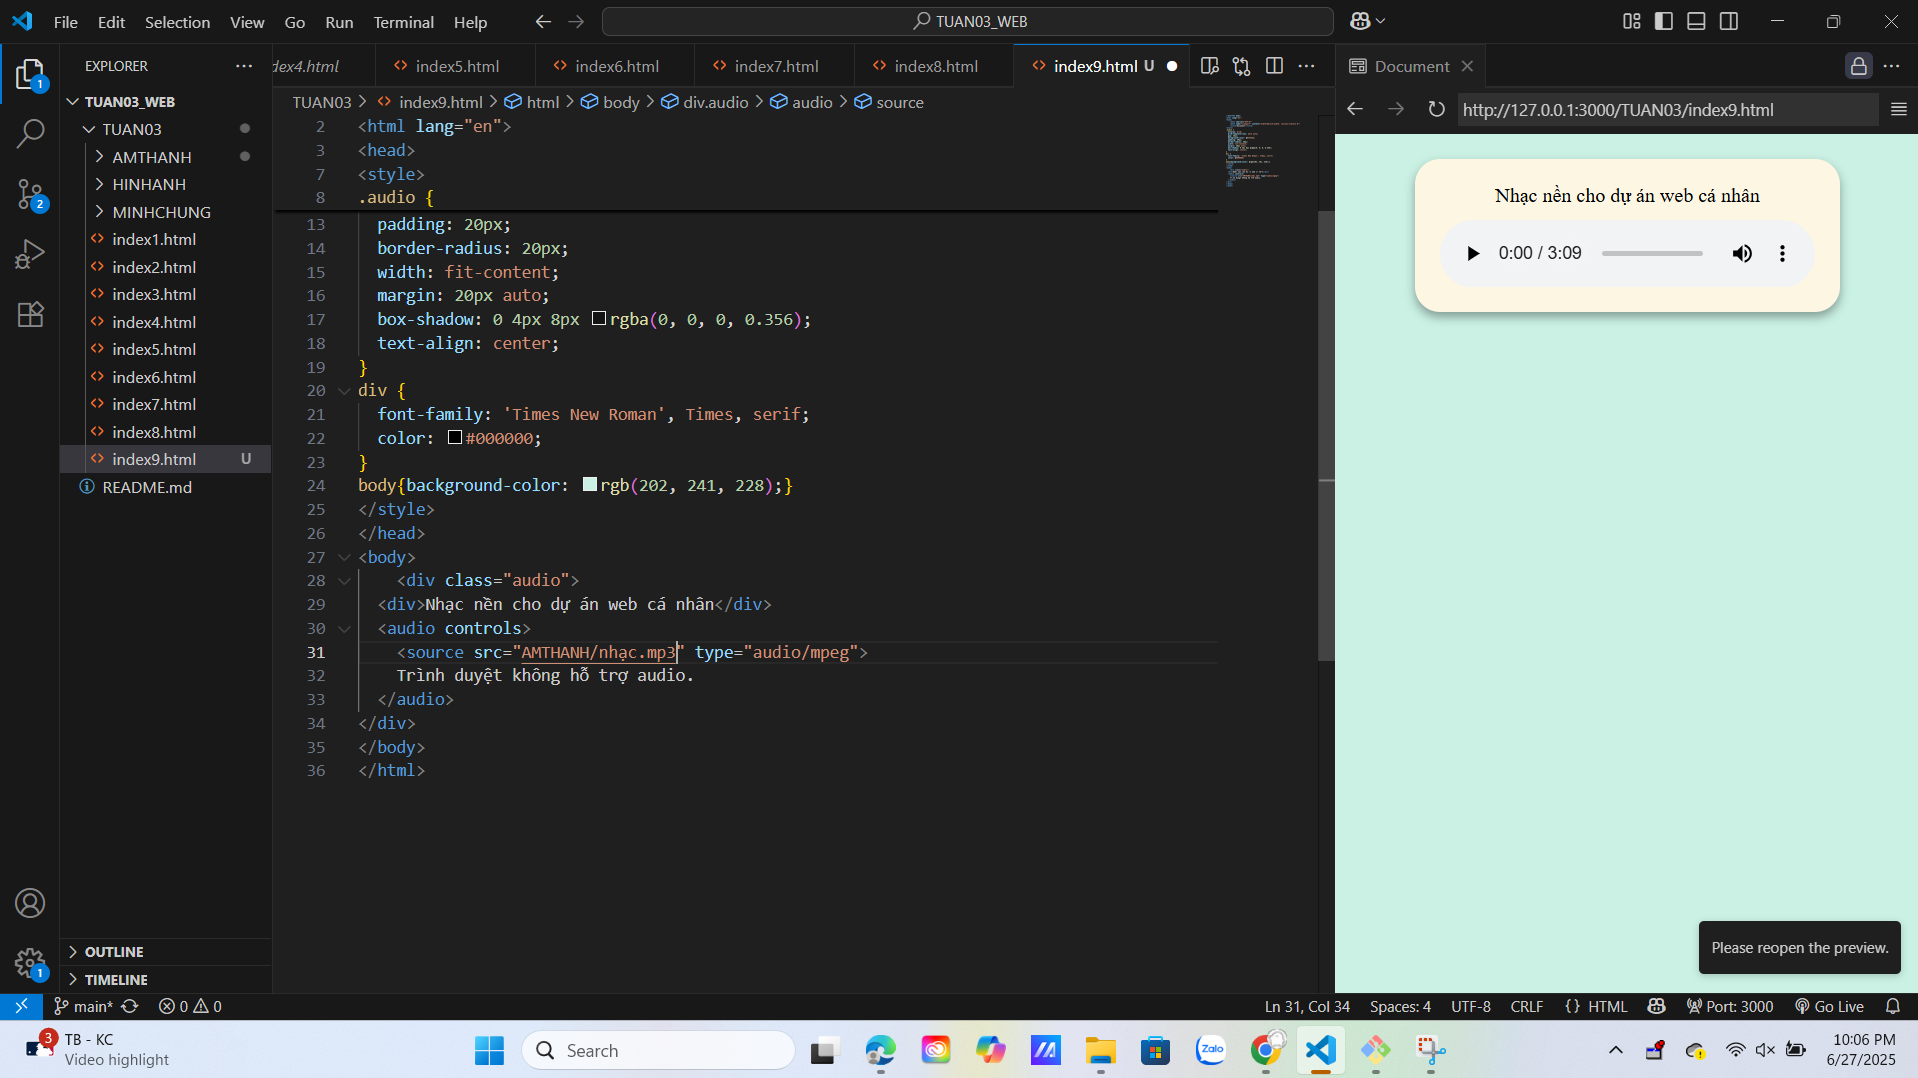 File Edit Selection View Go Run Terminal Help
TUAN03_WEB
EXPLORER
TUAN03_WEB
TUAN03
AMTHANH
HINHANH
MINHCHUNG
index1.html
index2.html
index3.html
index4.html
index5.html
index6.html
index7.html
index8.html
index9.html U
README.md
OUTLINE
TIMELINE
dex4.html index5.html index6.html index7.html index8.html index9.html U
TUAN03 > index9.html > html > body > div.audio > audio > source
2 <html lang="en">
3 <head>
7 <style>
8 .audio {
13 padding: 20px;
14 border-radius: 20px;
15 width: fit-content;
16 margin: 20px auto;
17 box-shadow: 0 4px 8px rgba(0, 0, 0, 0.356);
18 text-align: center;
19 }
20 div {
21 font-family: 'Times New Roman', Times, serif;
22 color: #000000;
23 }
24 body{background-color: rgb(202, 241, 228);}
25 </style>
26 </head>
27 <body>
28 <div class="audio">
29 <div>Nhạc nền cho dự án web cá nhân</div>
30 <audio controls>
31 <source src="AMTHANH/nhạc.mp3" type="audio/mpeg">
32 Trình duyệt không hỗ trợ audio.
33 </audio>
34 </div>
35 </body>
36 </html>
Document
http://127.0.0.1:3000/TUAN03/index9.html
Nhạc nền cho dự án web cá nhân
0:00 / 3:09
Please reopen the preview.
1
2
1
main* 0 0
Ln 31, Col 34 Spaces: 4 UTF-8 CRLF {} HTML Port: 3000 Go Live
3
TB - KC
Video highlight
Search
Zalo
10:06 PM
6/27/2025